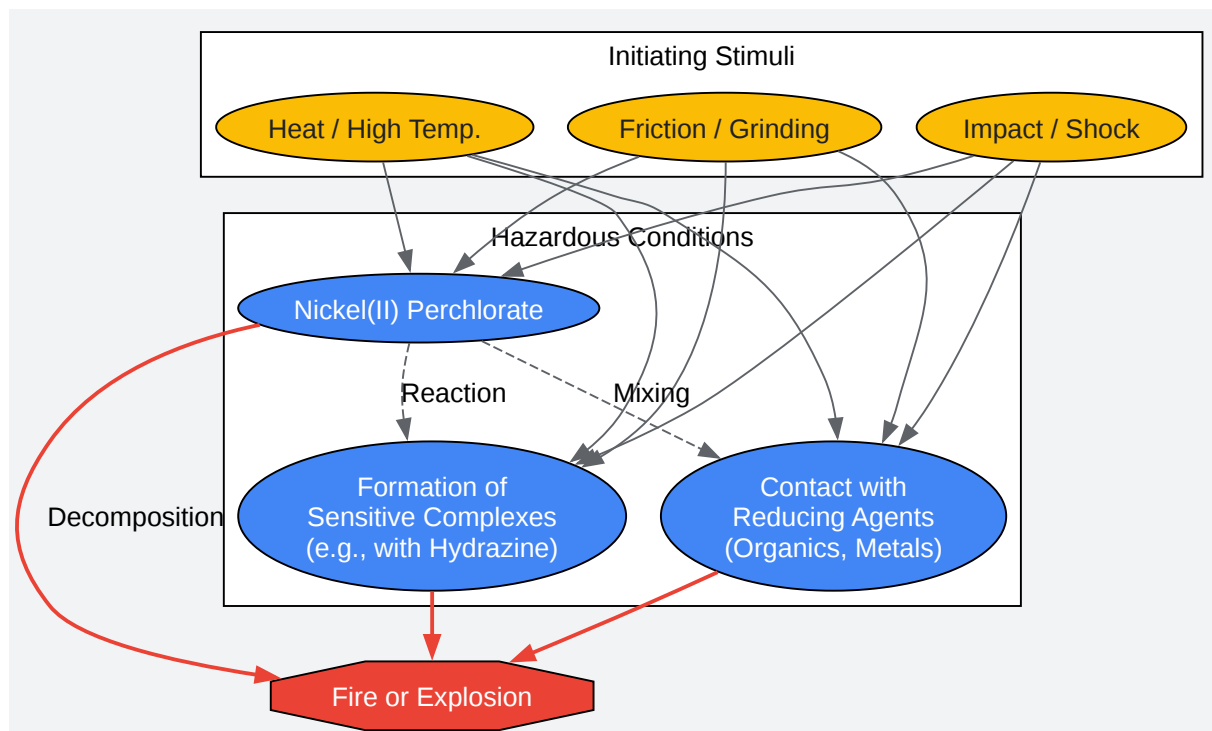 Initiating Stimuli
Heat / High Temp.
Friction / Grinding
Impact / Shock
Hazardous Conditions
Nickel(II) Perchlorate
Reaction
Mixing
Formation of
Sensitive Complexes
(e.g., with Hydrazine)
Contact with
Reducing Agents
(Organics, Metals)
Decomposition
Fire or Explosion